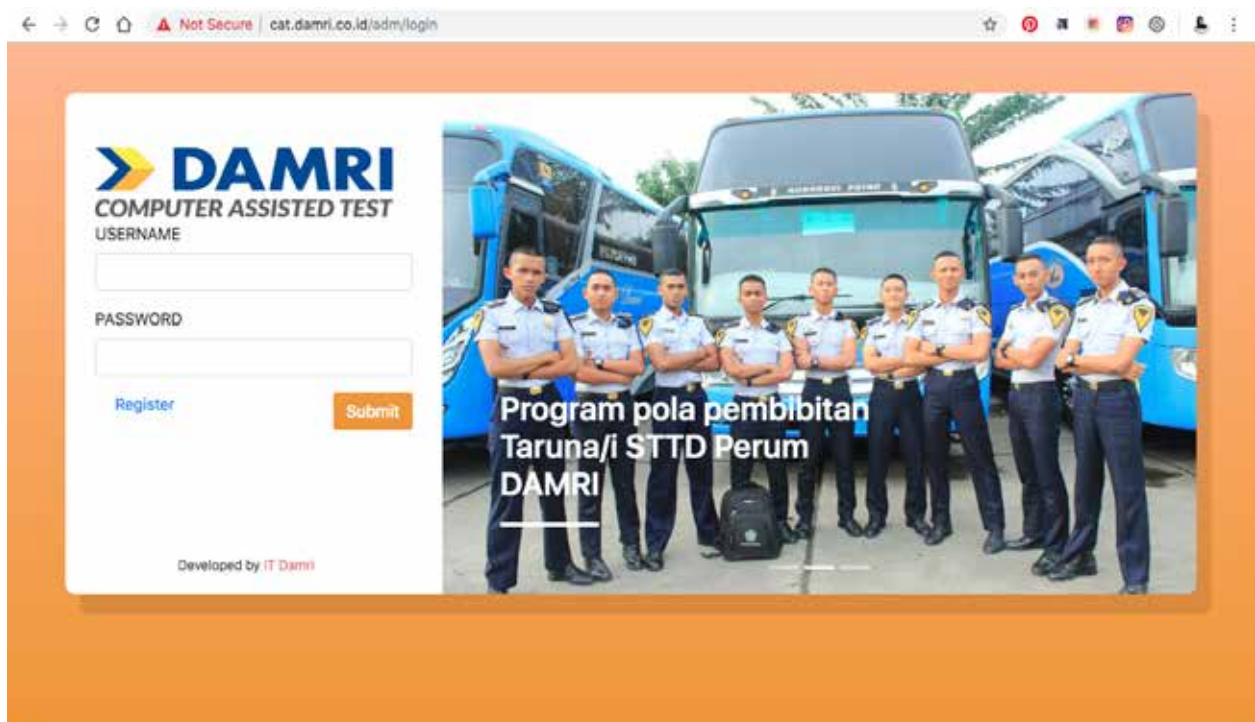 Not Secure | cat.damri.co.id/adm/login
DAMRI
COMPUTER ASSISTED TEST
USERNAME
PASSWORD
Register
Submit
Developed by IT Damri
Program pola pembibitan
Taruna/i STTD Perum
DAMRI